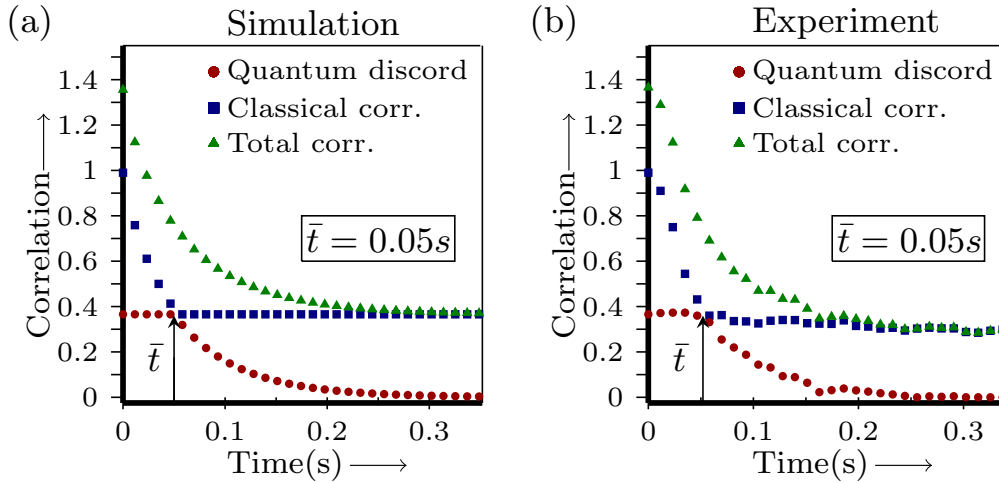 (a) Simulation
Quantum discord
Classical corr.
Total corr.
t̄ = 0.05s
t̄
Correlation
1.4
1.2
1
0.8
0.6
0.4
0.2
0
0 0.1 0.2 0.3
Time(s)
(b) Experiment
Quantum discord
Classical corr.
Total corr.
t̄ = 0.05s
t̄
Correlation
1.4
1.2
1
0.8
0.6
0.4
0.2
0
0 0.1 0.2 0.3
Time(s)